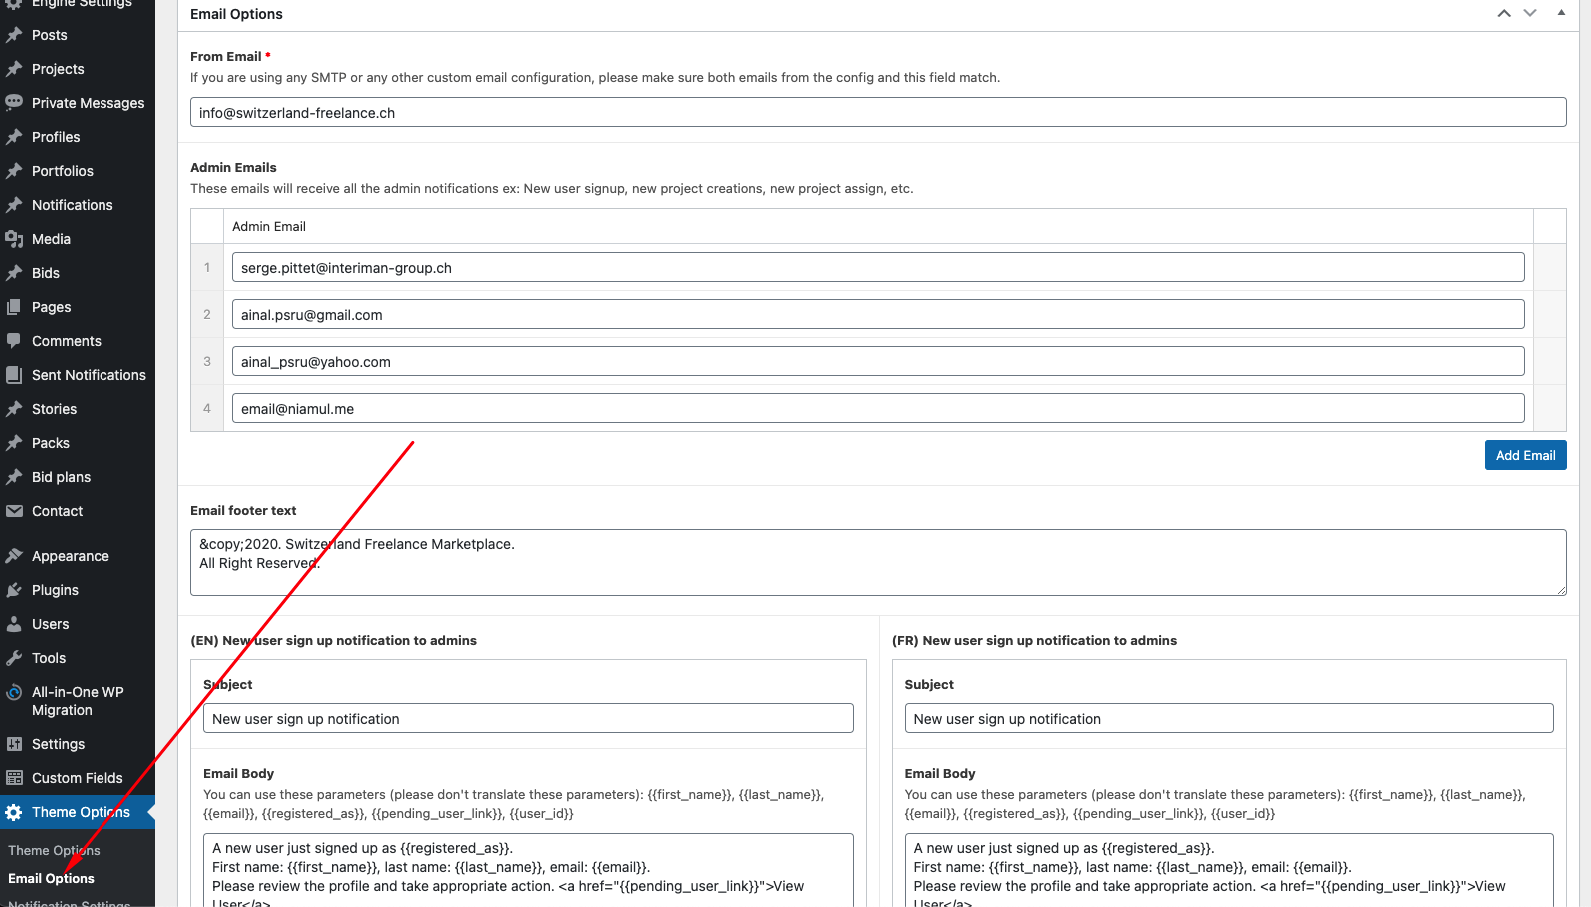 Engine Settings
Posts
Projects
Private Messages
Profiles
Portfolios
Notifications
Media
Bids
Pages
Comments
Sent Notifications
Stories
Packs
Bid plans
Contact
Appearance
Plugins
Users
Tools
All-in-One WP
Migration
Settings
Custom Fields
Theme Options
Theme Options
Email Options
Notification Settings
Email Options
From Email *
If you are using any SMTP or any other custom email configuration, please make sure both emails from the config and this field match.
info@switzerland-freelance.ch
Admin Emails
These emails will receive all the admin notifications ex: New user signup, new project creations, new project assign, etc.
Admin Email
1 serge.pittet@interiman-group.ch
2 ainal.psru@gmail.com
3 ainal_psru@yahoo.com
4 email@niamul.me
Add Email
Email footer text
&copy;2020. Switzerland Freelance Marketplace.
All Right Reserved.
(EN) New user sign up notification to admins
Subject
New user sign up notification
Email Body
You can use these parameters (please don't translate these parameters): {{first_name}}, {{last_name}},
{{email}}, {{registered_as}}, {{pending_user_link}}, {{user_id}}
A new user just signed up as {{registered_as}}.
First name: {{first_name}}, last name: {{last_name}}, email: {{email}}.
Please review the profile and take appropriate action. <a href="{{pending_user_link}}">View
User</a>
(FR) New user sign up notification to admins
Subject
New user sign up notification
Email Body
You can use these parameters (please don't translate these parameters): {{first_name}}, {{last_name}},
{{email}}, {{registered_as}}, {{pending_user_link}}, {{user_id}}
A new user just signed up as {{registered_as}}.
First name: {{first_name}}, last name: {{last_name}}, email: {{email}}.
Please review the profile and take appropriate action. <a href="{{pending_user_link}}">View
User</a>